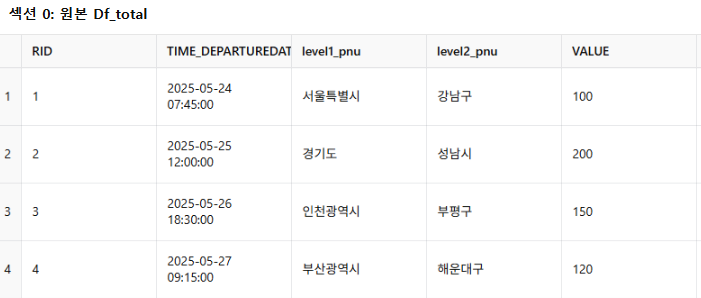 섹션 0: 원본 Df_total
RID TIME_DEPARTUREDAT level1_pnu level2_pnu VALUE
1 1 2025-05-24 07:45:00 서울특별시 강남구 100
2 2 2025-05-25 12:00:00 경기도 성남시 200
3 3 2025-05-26 18:30:00 인천광역시 부평구 150
4 4 2025-05-27 09:15:00 부산광역시 해운대구 120